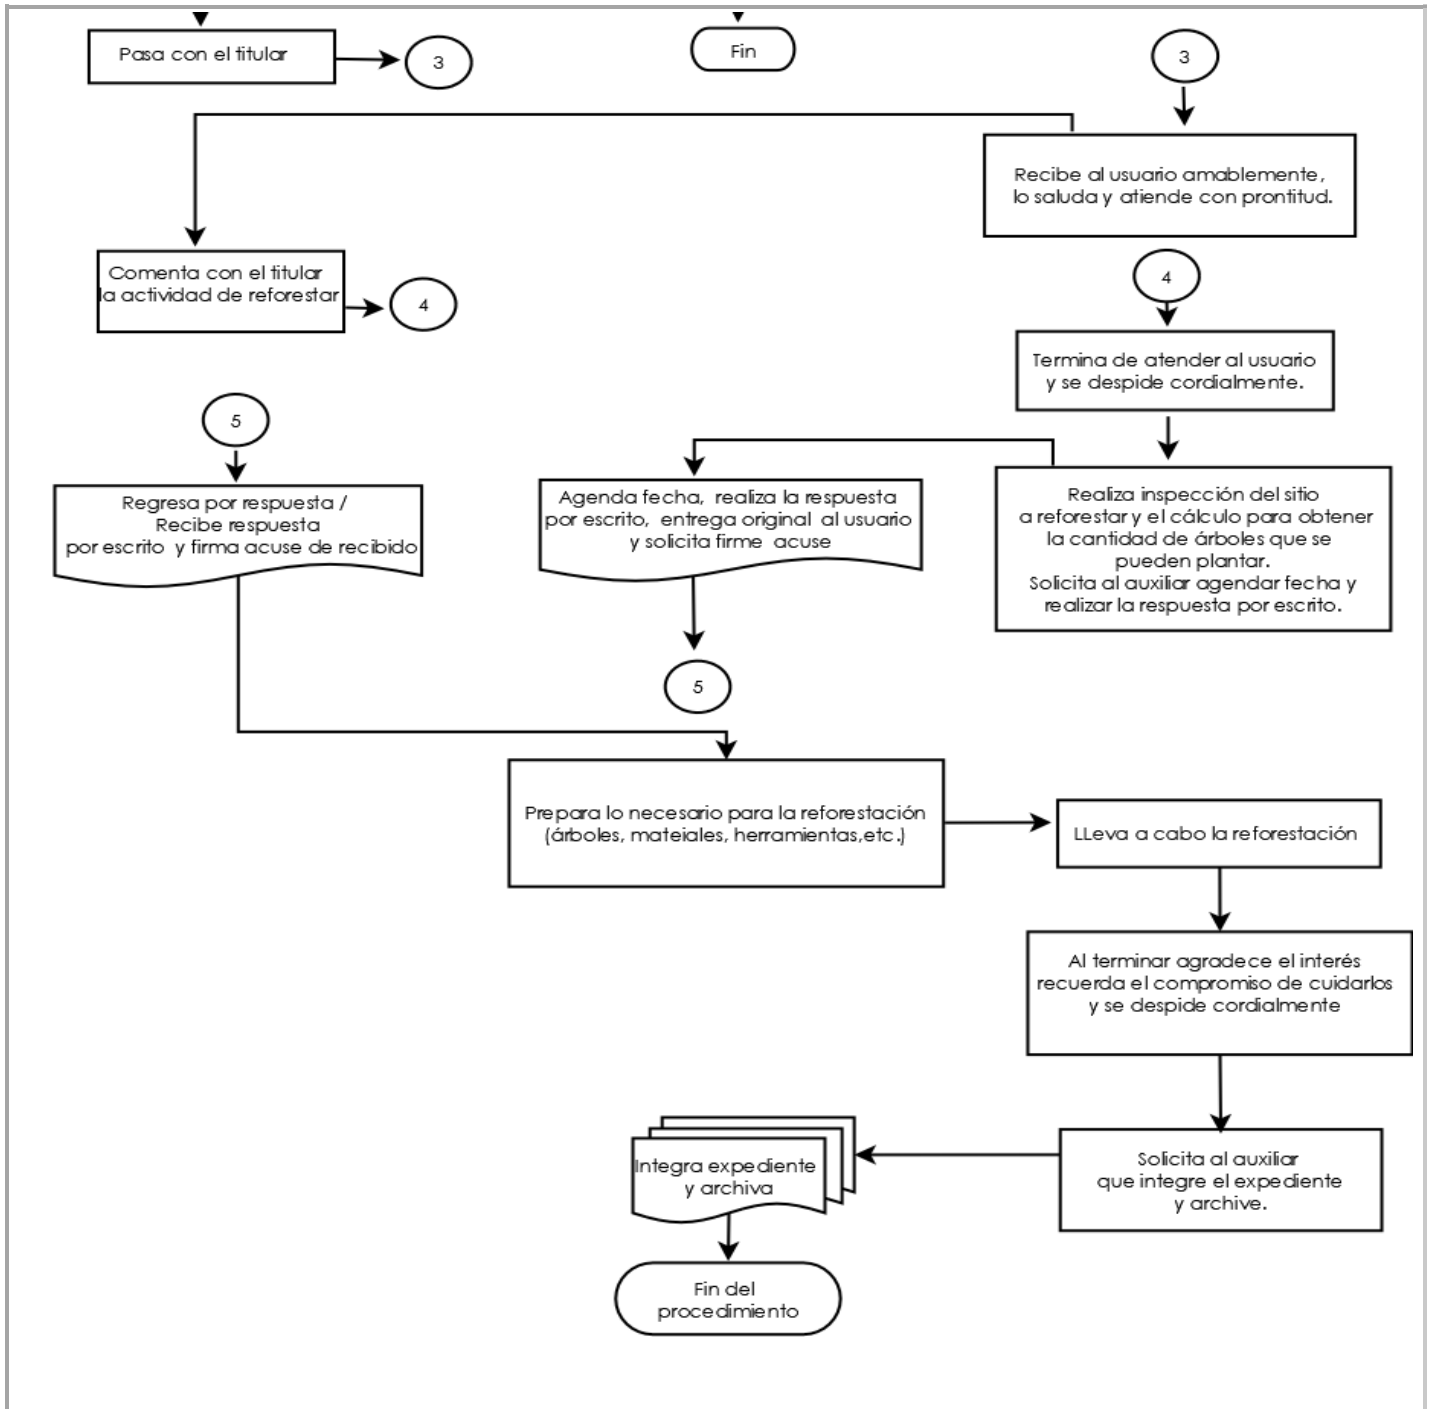 Pasa con el titular
3
Fin
3
Recibe al usuario amablemente,
lo saluda y atiende con prontitud.
Comenta con el titular
la actividad de reforestar
4
4
Termina de atender al usuario
y se despide cordialmente.
5
Regresa por respuesta /
Recibe respuesta
por escrito y firma acuse de recibido
Agenda fecha, realiza la respuesta
por escrito, entrega original al usuario
y solicita firme acuse
Realiza inspección del sitio
a reforestar y el cálculo para obtener
la cantidad de árboles que se
pueden plantar.
Solicita al auxiliar agendar fecha y
realizar la respuesta por escrito.
5
Prepara lo necesario para la reforestación
(árboles, mateiales, herramientas,etc.)
LLeva a cabo la reforestación
Al terminar agradece el interés
recuerda el compromiso de cuidarlos
y se despide cordialmente
Solicita al auxiliar
que integre el expediente
y archive.
Integra expediente
y archiva
Fin del
procedimiento